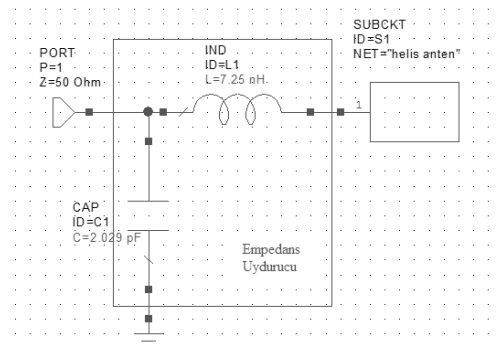 PORT
P=1
Z=50 Ohm
IND
ID=L1
L=7.25 nH
SUBCKT
ID=S1
NET="helis anten"
1
CAP
ID=C1
C=2.029 pF
Empedans
Uydurucu